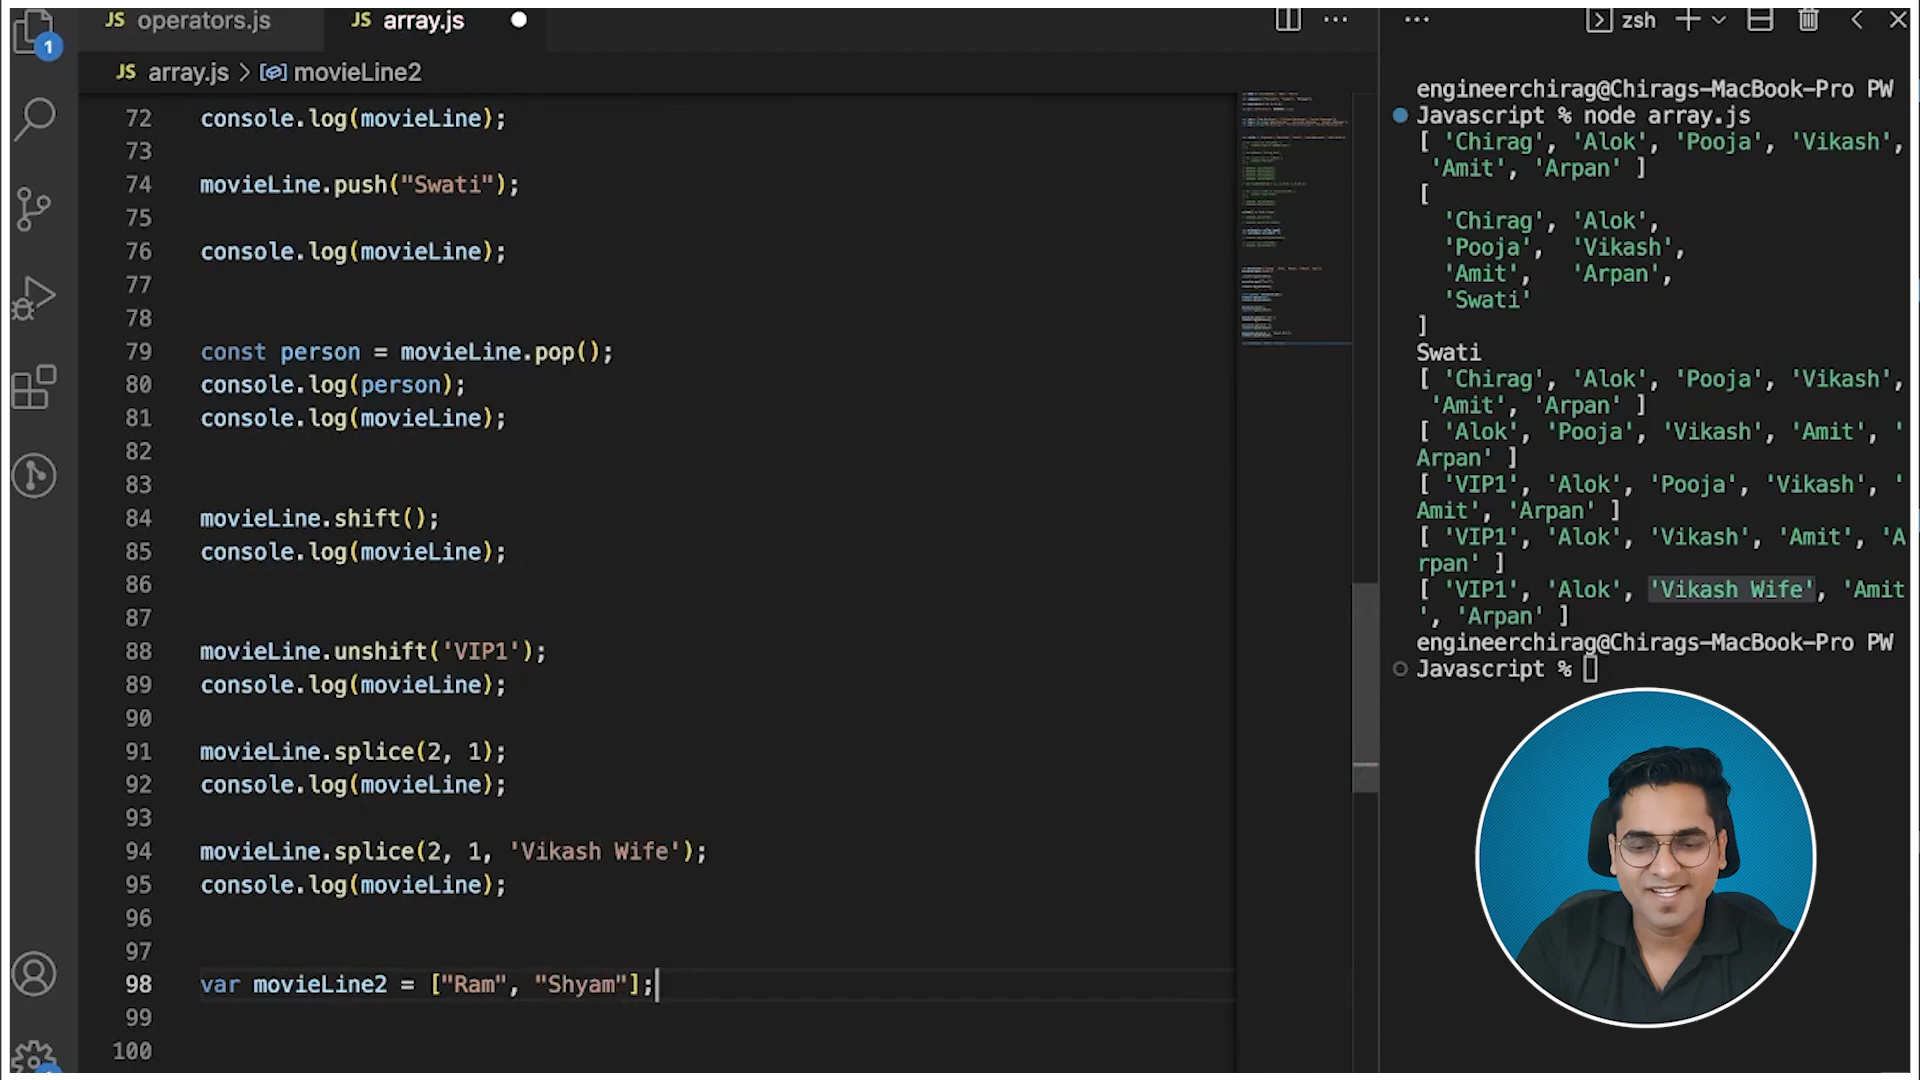 JS operators.js
JS array.js
zsh
1
JS array.js > movieLine2
72 console.log(movieLine);
73
74 movieLine.push("Swati");
75
76 console.log(movieLine);
77
78
79 const person = movieLine.pop();
80 console.log(person);
81 console.log(movieLine);
82
83
84 movieLine.shift();
85 console.log(movieLine);
86
87
88 movieLine.unshift('VIP1');
89 console.log(movieLine);
90
91 movieLine.splice(2, 1);
92 console.log(movieLine);
93
94 movieLine.splice(2, 1, 'Vikash Wife');
95 console.log(movieLine);
96
97
98 var movieLine2 = ["Ram", "Shyam"];
99
100
engineerchirag@Chirags-MacBook-Pro PW
Javascript % node array.js
[ 'Chirag', 'Alok', 'Pooja', 'Vikash',
'Amit', 'Arpan' ]
[
'Chirag', 'Alok',
'Pooja', 'Vikash',
'Amit', 'Arpan',
'Swati'
]
Swati
[ 'Chirag', 'Alok', 'Pooja', 'Vikash',
'Amit', 'Arpan' ]
[ 'Alok', 'Pooja', 'Vikash', 'Amit', '
Arpan' ]
[ 'VIP1', 'Alok', 'Pooja', 'Vikash', '
Amit', 'Arpan' ]
[ 'VIP1', 'Alok', 'Vikash', 'Amit', 'A
rpan' ]
[ 'VIP1', 'Alok', 'Vikash Wife', 'Amit
', 'Arpan' ]
engineerchirag@Chirags-MacBook-Pro PW
Javascript %